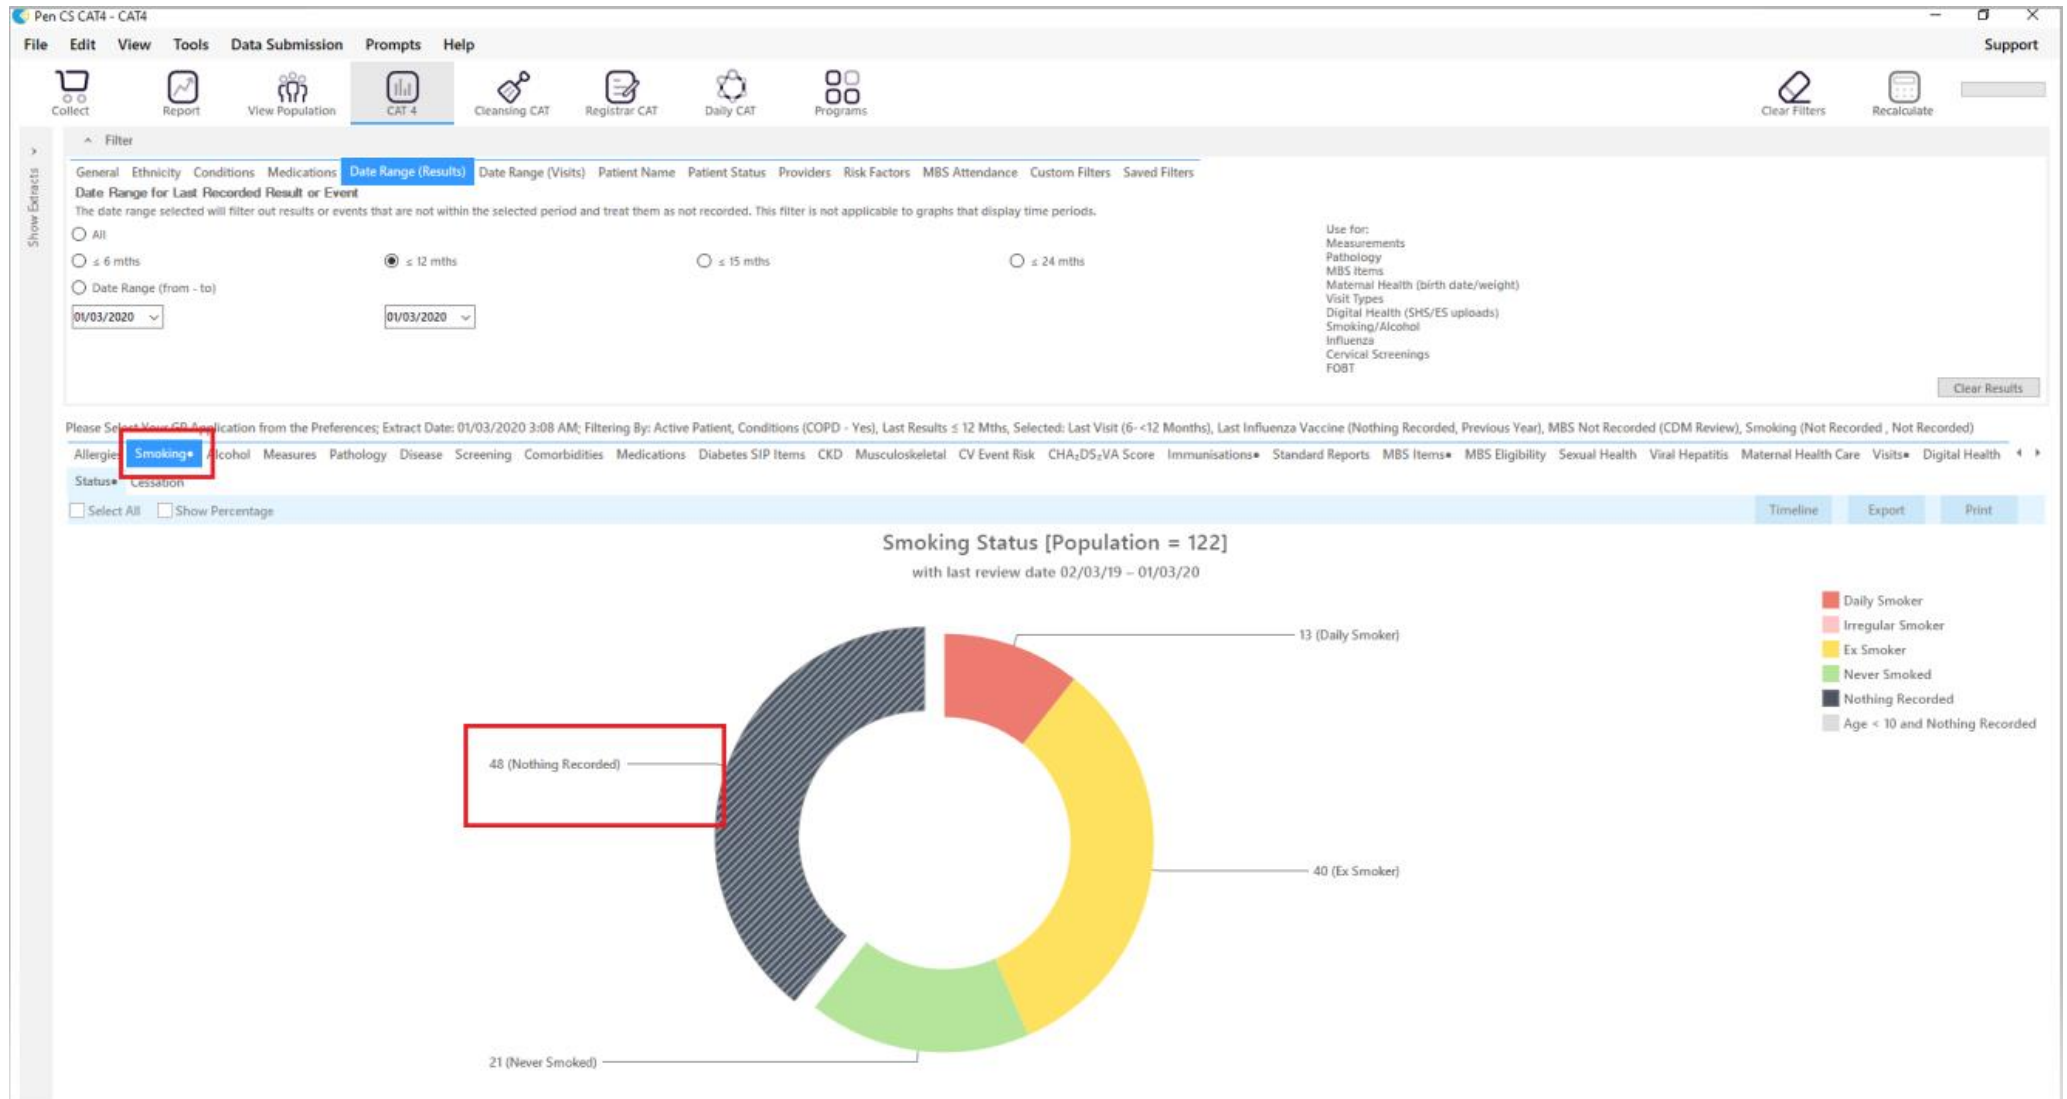 Pen CS CAT4 - CAT4
File Edit View Tools Data Submission Prompts Help Support
Collect Report View Population CAT 4 Cleansing CAT Registrar CAT Daily CAT Programs Clear Filters Recalculate
Show Extracts
Filter
General Ethnicity Conditions Medications Date Range (Results) Date Range (Visits) Patient Name Patient Status Providers Risk Factors MBS Attendance Custom Filters Saved Filters
Date Range for Last Recorded Result or Event
The date range selected will filter out results or events that are not within the selected period and treat them as not recorded. This filter is not applicable to graphs that display time periods.
All
≤ 6 mths ≤ 12 mths ≤ 15 mths ≤ 24 mths
Date Range (from - to)
01/03/2020 01/03/2020
Use for:
Measurements
Pathology
MBS Items
Maternal Health (birth date/weight)
Visit Types
Digital Health (SHS/ES uploads)
Smoking/Alcohol
Influenza
Cervical Screenings
FOBT
Clear Results
Please Select Your GP Application from the Preferences; Extract Date: 01/03/2020 3:08 AM; Filtering By: Active Patient, Conditions (COPD - Yes), Last Results ≤ 12 Mths, Selected: Last Visit (6-<12 Months), Last Influenza Vaccine (Nothing Recorded, Previous Year), MBS Not Recorded (CDM Review), Smoking (Not Recorded , Not Recorded)
Allergies Smoking• Alcohol Measures Pathology Disease Screening Comorbidities Medications Diabetes SIP Items CKD Musculoskeletal CV Event Risk CHA₂DS₂VA Score Immunisations• Standard Reports MBS Items• MBS Eligibility Sexual Health Viral Hepatitis Maternal Health Care Visits• Digital Health
Status• Cessation
Select All Show Percentage Timeline Export Print
Smoking Status [Population = 122]
with last review date 02/03/19 – 01/03/20
Daily Smoker
Irregular Smoker
Ex Smoker
Never Smoked
Nothing Recorded
Age < 10 and Nothing Recorded
13 (Daily Smoker)
48 (Nothing Recorded)
40 (Ex Smoker)
21 (Never Smoked)